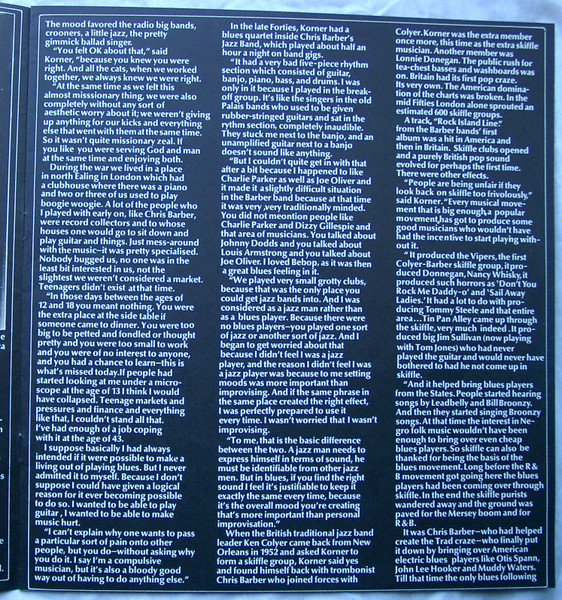 The mood favored the radio big bands,
crooners, a little jazz, the pretty
gimmick ballad singer.
"You felt OK about that," said
Korner, "because you knew you were
right. And all the cats, when we worked
together, we always knew we were right.
"At the same time as we felt this
almost missionary thing, we were also
completely without any sort of
aesthetic worry about it; we weren't giving
up anything for our kicks and everything
else that went with them at the same time.
So it wasn't quite missionary zeal. If
you like you were serving God and man
at the same time and enjoying both.
During the war we lived in a place
in north Ealing in London which had
a clubhouse where there was a piano
and two or three of us used to play
boogie woogie. A lot of the people who
I played with early on, like Chris Barber,
were record collectors and to whose
houses one would go to sit down and
play guitar and things. Just mess-around
with the music—it was pretty specialised.
Nobody bugged us, no one was in the
least bit interested in us, not the
slightest we weren't considered a market.
Teenagers didn't exist at that time.
"In those days between the ages of
12 and 18 you meant nothing. You were
the extra place at the side table if
someone came to dinner. You were too
big to be petted and fondled or thought
pretty and you were too small to work
and you were of no interest to anyone,
and you had a chance to learn—this is
what's missed today.If people had
started looking at me under a micro-
scope at the age of 13 I think I would
have collapsed. Teenage markets and
pressures and finance and everything
like that, I couldn't stand all that.
I've had enough of a job coping
with it at the age of 43.
I suppose basically I had always
intended if it were possible to make a
living out of playing blues. But I never
admitted it to myself. Because I don't
suppose I could have given a logical
reason for it ever becoming possible
to do so. I wanted to be able to play
guitar , I wanted to be able to make
music hurt.
"I can't explain why one wants to pass
a particular sort of pain onto other
people, but you do—without asking why
you do it. I say I'm a compulsive
musician, but it's also a bloody good
way out of having to do anything else."
In the late Forties, Korner had a
blues quartet inside Chris Barber's
Jazz Band, which played about half an
hour a night on band gigs.
"It had a very bad five-piece rhythm
section which consisted of guitar,
banjo, piano, bass, and drums. I was
only in it because I played in the break-
off group. It's like the singers in the old
Palais bands who used to be given
rubber-stringed guitars and sat in the
rythm section, completely inaudible.
They stuck me next to the banjo, and an
unamplified guitar next to a banjo
doesn't sound like anything.
"But I couldn't quite get in with that
after a bit because I happened to like
Charlie Parker as well as Joe Oliver and
it made it a slightly difficult situation
in the Barber band because at that time
it was very ,very traditionally minded.
You did not meontion people like
Charlie Parker and Dizzy Gillespie and
that area of musicians. You talked about
Johnny Dodds and you talked about
Louis Armstrong and you talked about
Joe Oliver. I loved Bebop, as it was then
a great blues feeling in it.
"We played very small grotty clubs,
because that was the only place you
could get jazz bands into. And I was
considered as a jazz man rather than
as a blues player. Because there were
no blues players—you played one sort
of jazz or another sort of jazz. And I
began to get worried about that
because I didn't feel I was a jazz
player, and the reason I didn't feel I was
a jazz player was because to me setting
moods was more important than
improvising. And if the same phrase in
the same place created the right effect,
I was perfectly prepared to use it
every time. I wasn't worried that I wasn't
improvising.
"To me, that is the basic difference
between the two. A jazz man needs to
express himself in terms of sound, he
must be identifiable from other jazz
men. But in blues, if you find the right
sound I feel it's justifiable to keep it
exactly the same every time, because
it's the overall mood you're creating
that's more important than personal
improvisation."
When the British traditional jazz band
leader Ken Colyer came back from New
Orleans in 1952 and asked Korner to
form a skiffle group, Korner said yes
and found himself back with trombonist
Chris Barber who joined forces with
Colyer. Korner was the extra member
once more, this time as the extra skiffle
musician. Another member was
Lonnie Donegan. The public rush for
tea-chest basses and washboards was
on. Britain had its first pop craze.
Its very own. The American domina-
tion of the charts was broken. In the
mid Fifties London alone sprouted an
estimated 600 skiffle groups.
A track, "Rock Island Line,"
from the Barber bands' first
album was a hit in America and
then in Britain. Skiffle clubs opened
and a purely British pop sound
evolved for perhaps the first time.
There were other effects.
"People are being unfair if they
look back on skiffle too frivolously,"
said Korner. "Every musical move-
ment that is big enough,a popular
movement,has got to produce some
good musicians who wouldn't have
had the incentive to start playing with-
out it.
" It produced the Vipers, the first
Colyer-Barber skiffle group, it pro-
duced Donnegan, Nancy Whisky, it
produced such horrors as 'Don't You
Rock Me Daddy-o' and 'Sail Away
Ladies.' It had a lot to do with pro-
ducing Tommy Steele and that entire
area...Tin Pan Alley came up through
the skiffle, very much indeed . It pro-
duced big Jim Sullivan (now playing
with Tom Jones) who had never
played the guitar and would never have
bothered to had he not come up in
skiffle.
"And it helped bring blues players
from the States. People started hearing
songs by Leadbelly and Bill Broonzy.
And then they started singing Broonzy
songs. At that time the interest in Ne-
gro folk music wouldn't have been
enough to bring over even cheap
blues players. So skiffle can also be
thanked for being the basis of the
blues movement. Long before the R &
B movement got going here the blues
players had been coming over through
skiffle. In the end the skiffle purists
wandered away and the ground was
paved for the Mersey boom and for
R & B.
It was Chris Barber—who had helped
create the Trad craze—who finally put
it down by bringing over American
electric blues players like Otis Spann,
John Lee Hooker and Muddy Waters.
Till that time the only blues following